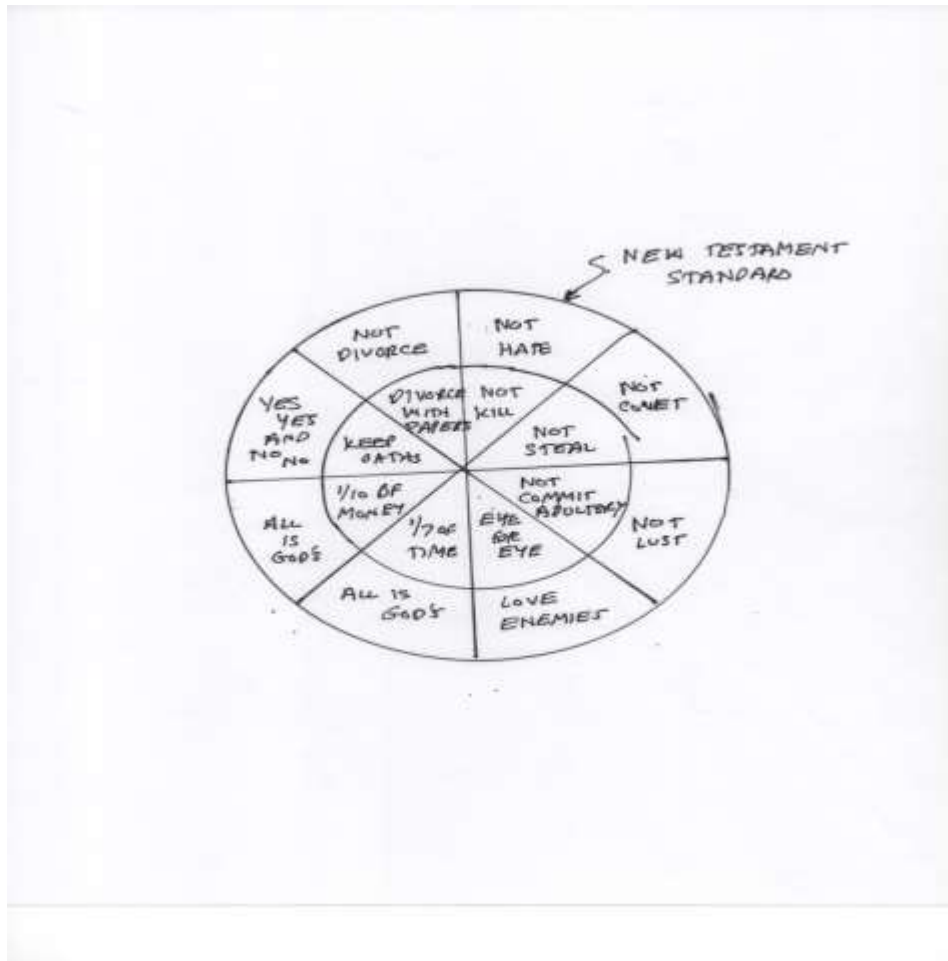 NEW TESTAMENT
STANDARD
NOT
DIVORCE
NOT
HATE
NOT
COVET
NOT
LUST
LOVE
ENEMIES
ALL IS
GOD'S
ALL
IS
GOD'S
YES
YES
AND
NO NO
DIVORCE
WITH
PAPERS
NOT
KILL
NOT
STEAL
NOT
COMMIT
ADULTERY
EYE
FOR
EYE
1/7 OF
TIME
1/10 OF
MONEY
KEEP
OATHS